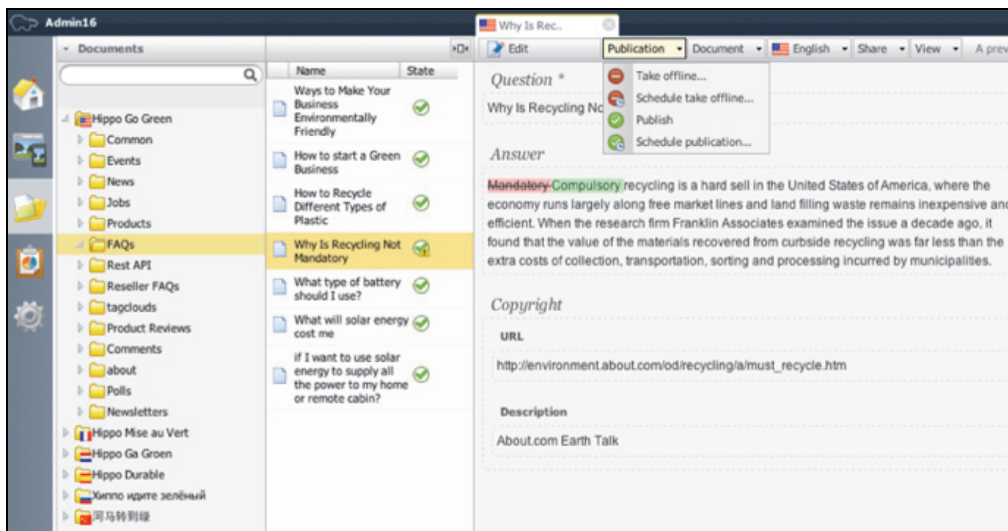 Admin16
Why Is Rec..
Documents
Edit
Publication
Document
English
Share
View
A prev
Take offline...
Schedule take offline...
Publish
Schedule publication...
Hippo Go Green
Common
Events
News
Jobs
Products
FAQs
Rest API
Reseller FAQs
tagclouds
Product Reviews
Comments
about
Polls
Newsletters
Hippo Mise au Vert
Hippo Ga Groen
Hippo Durable
Хиппо идите зелёный
河马转到绿
Name State
Ways to Make Your
Business
Environmentally
Friendly
How to start a Green
Business
How to Recycle
Different Types of
Plastic
Why Is Recycling Not
Mandatory
What type of battery
should I use?
What will solar energy
cost me
if I want to use solar
energy to supply all
the power to my home
or remote cabin?
Question *
Why Is Recycling No
Answer
Mandatory Compulsory recycling is a hard sell in the United States of America, where the
economy runs largely along free market lines and land filling waste remains inexpensive and
efficient. When the research firm Franklin Associates examined the issue a decade ago, it
found that the value of the materials recovered from curbside recycling was far less than the
extra costs of collection, transportation, sorting and processing incurred by municipalities.
Copyright
URL
http://environment.about.com/od/recycling/a/must_recycle.htm
Description
About.com Earth Talk